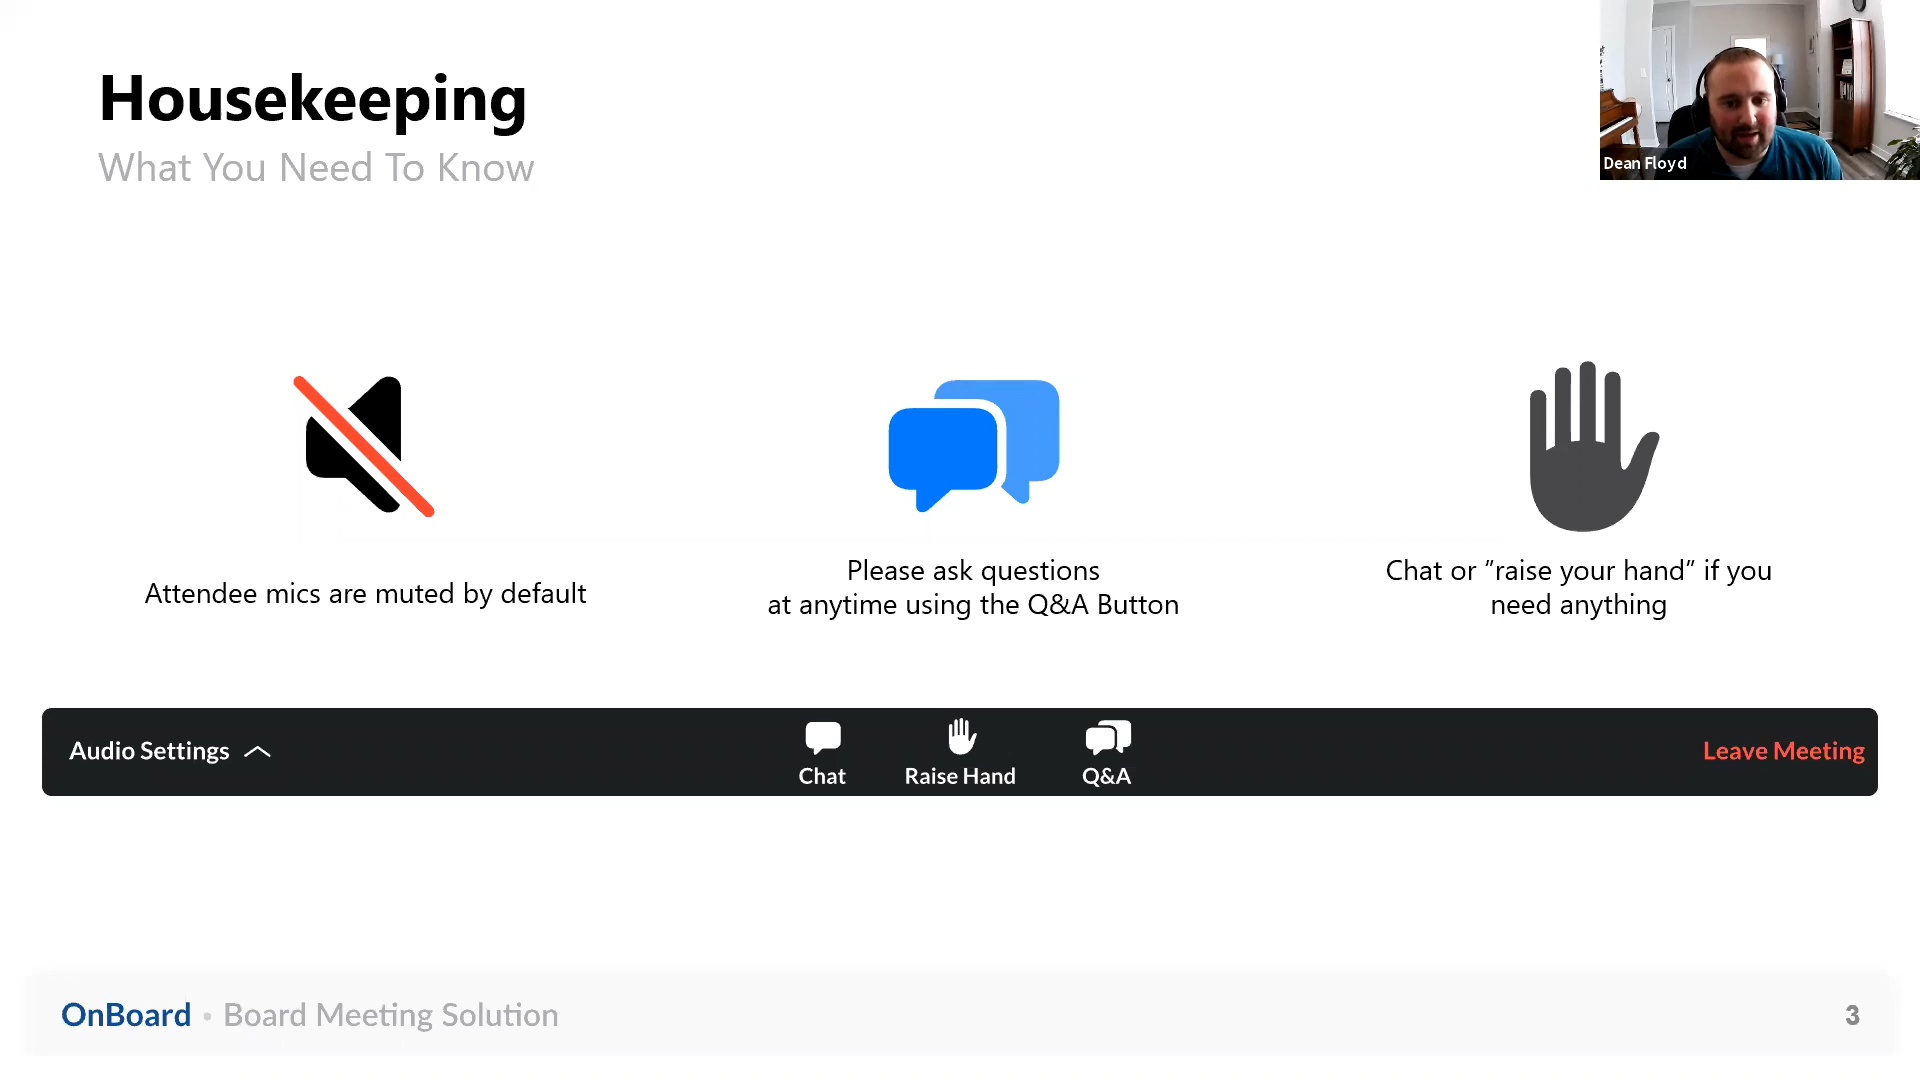 Housekeeping
What You Need To Know
Dean Floyd
Attendee mics are muted by default
Please ask questions
at anytime using the Q&A Button
Chat or ”raise your hand” if you
need anything
Audio Settings
Chat
Raise Hand
Q&A
Leave Meeting
OnBoard • Board Meeting Solution
3